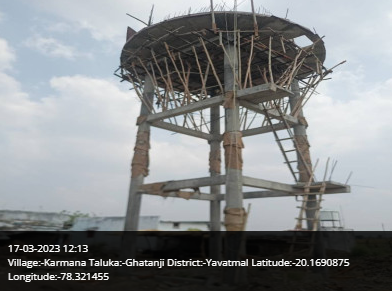 17-03-2023 12:13
Village:-Karmana Taluka:-Ghatanji District:-Yavatmal Latitude:-20.1690875
Longitude:-78.321455